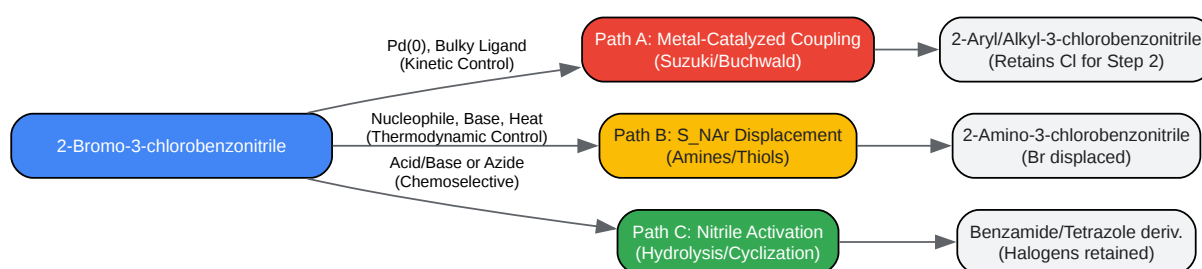 2-Bromo-3-chlorobenzonitrile
Pd(0), Bulky Ligand
(Kinetic Control)
Path A: Metal-Catalyzed Coupling
(Suzuki/Buchwald)
2-Aryl/Alkyl-3-chlorobenzonitrile
(Retains Cl for Step 2)
Nucleophile, Base, Heat
(Thermodynamic Control)
Path B: S_NAr Displacement
(Amines/Thiols)
2-Amino-3-chlorobenzonitrile
(Br displaced)
Acid/Base or Azide
(Chemoselective)
Path C: Nitrile Activation
(Hydrolysis/Cyclization)
Benzamide/Tetrazole deriv.
(Halogens retained)